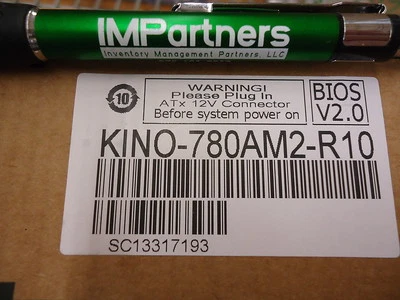 IMPartners
Inventory Management Partners, LLC
10
WARNING!
Please Plug In
ATx 12V Connector
Before system power on
BIOS
V2.0
KINO-780AM2-R10
SC13317193